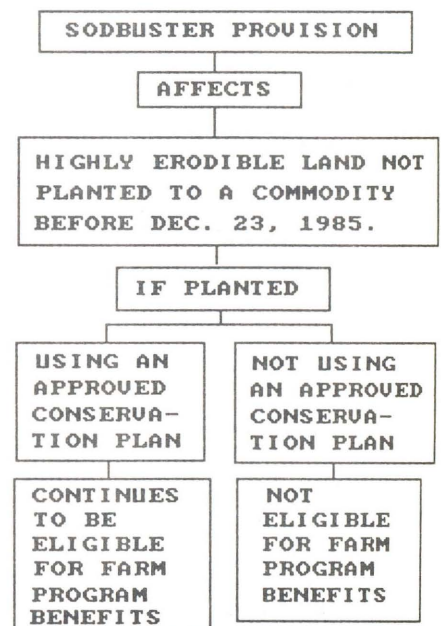 SODBUSTER PROVISION
AFFECTS
HIGHLY ERODIBLE LAND NOT
PLANTED TO A COMMODITY
BEFORE DEC. 23, 1985.
IF PLANTED
USING AN
APPROVED
CONSERVA-
TION PLAN
NOT USING
AN APPROVED
CONSERVA-
TION PLAN
CONTINUES
TO BE
ELIGIBLE
FOR FARM
PROGRAM
BENEFITS
NOT
ELIGIBLE
FOR FARM
PROGRAM
BENEFITS